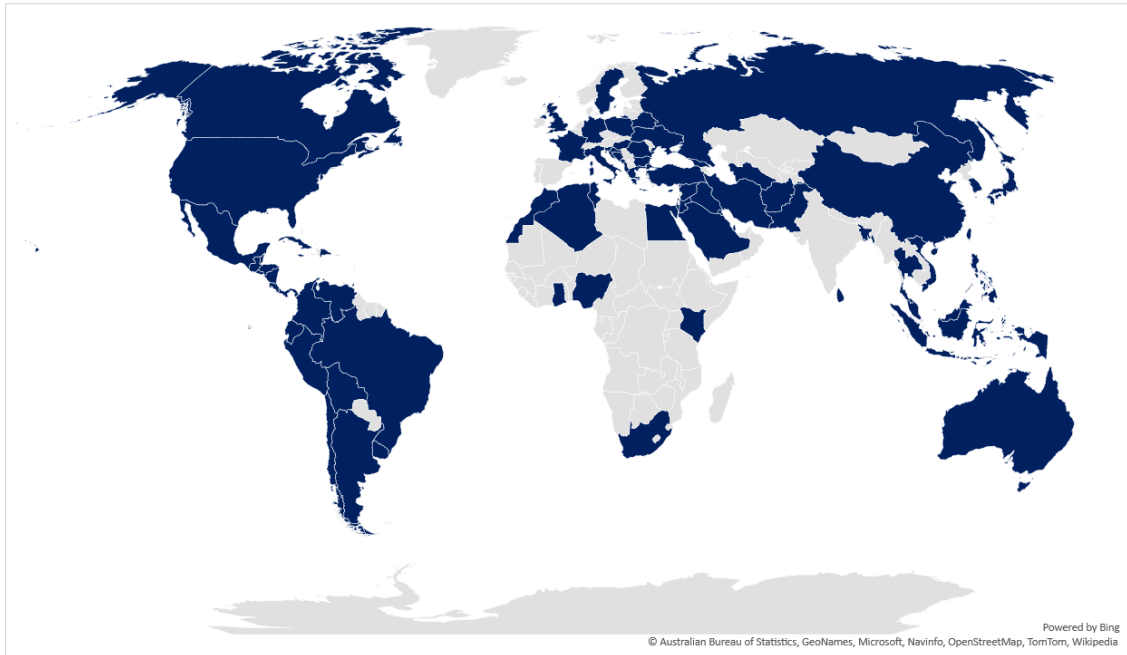 Powered by Bing
© Australian Bureau of Statistics, GeoNames, Microsoft, Navinfo, OpenStreetMap, TomTom, Wikipedia